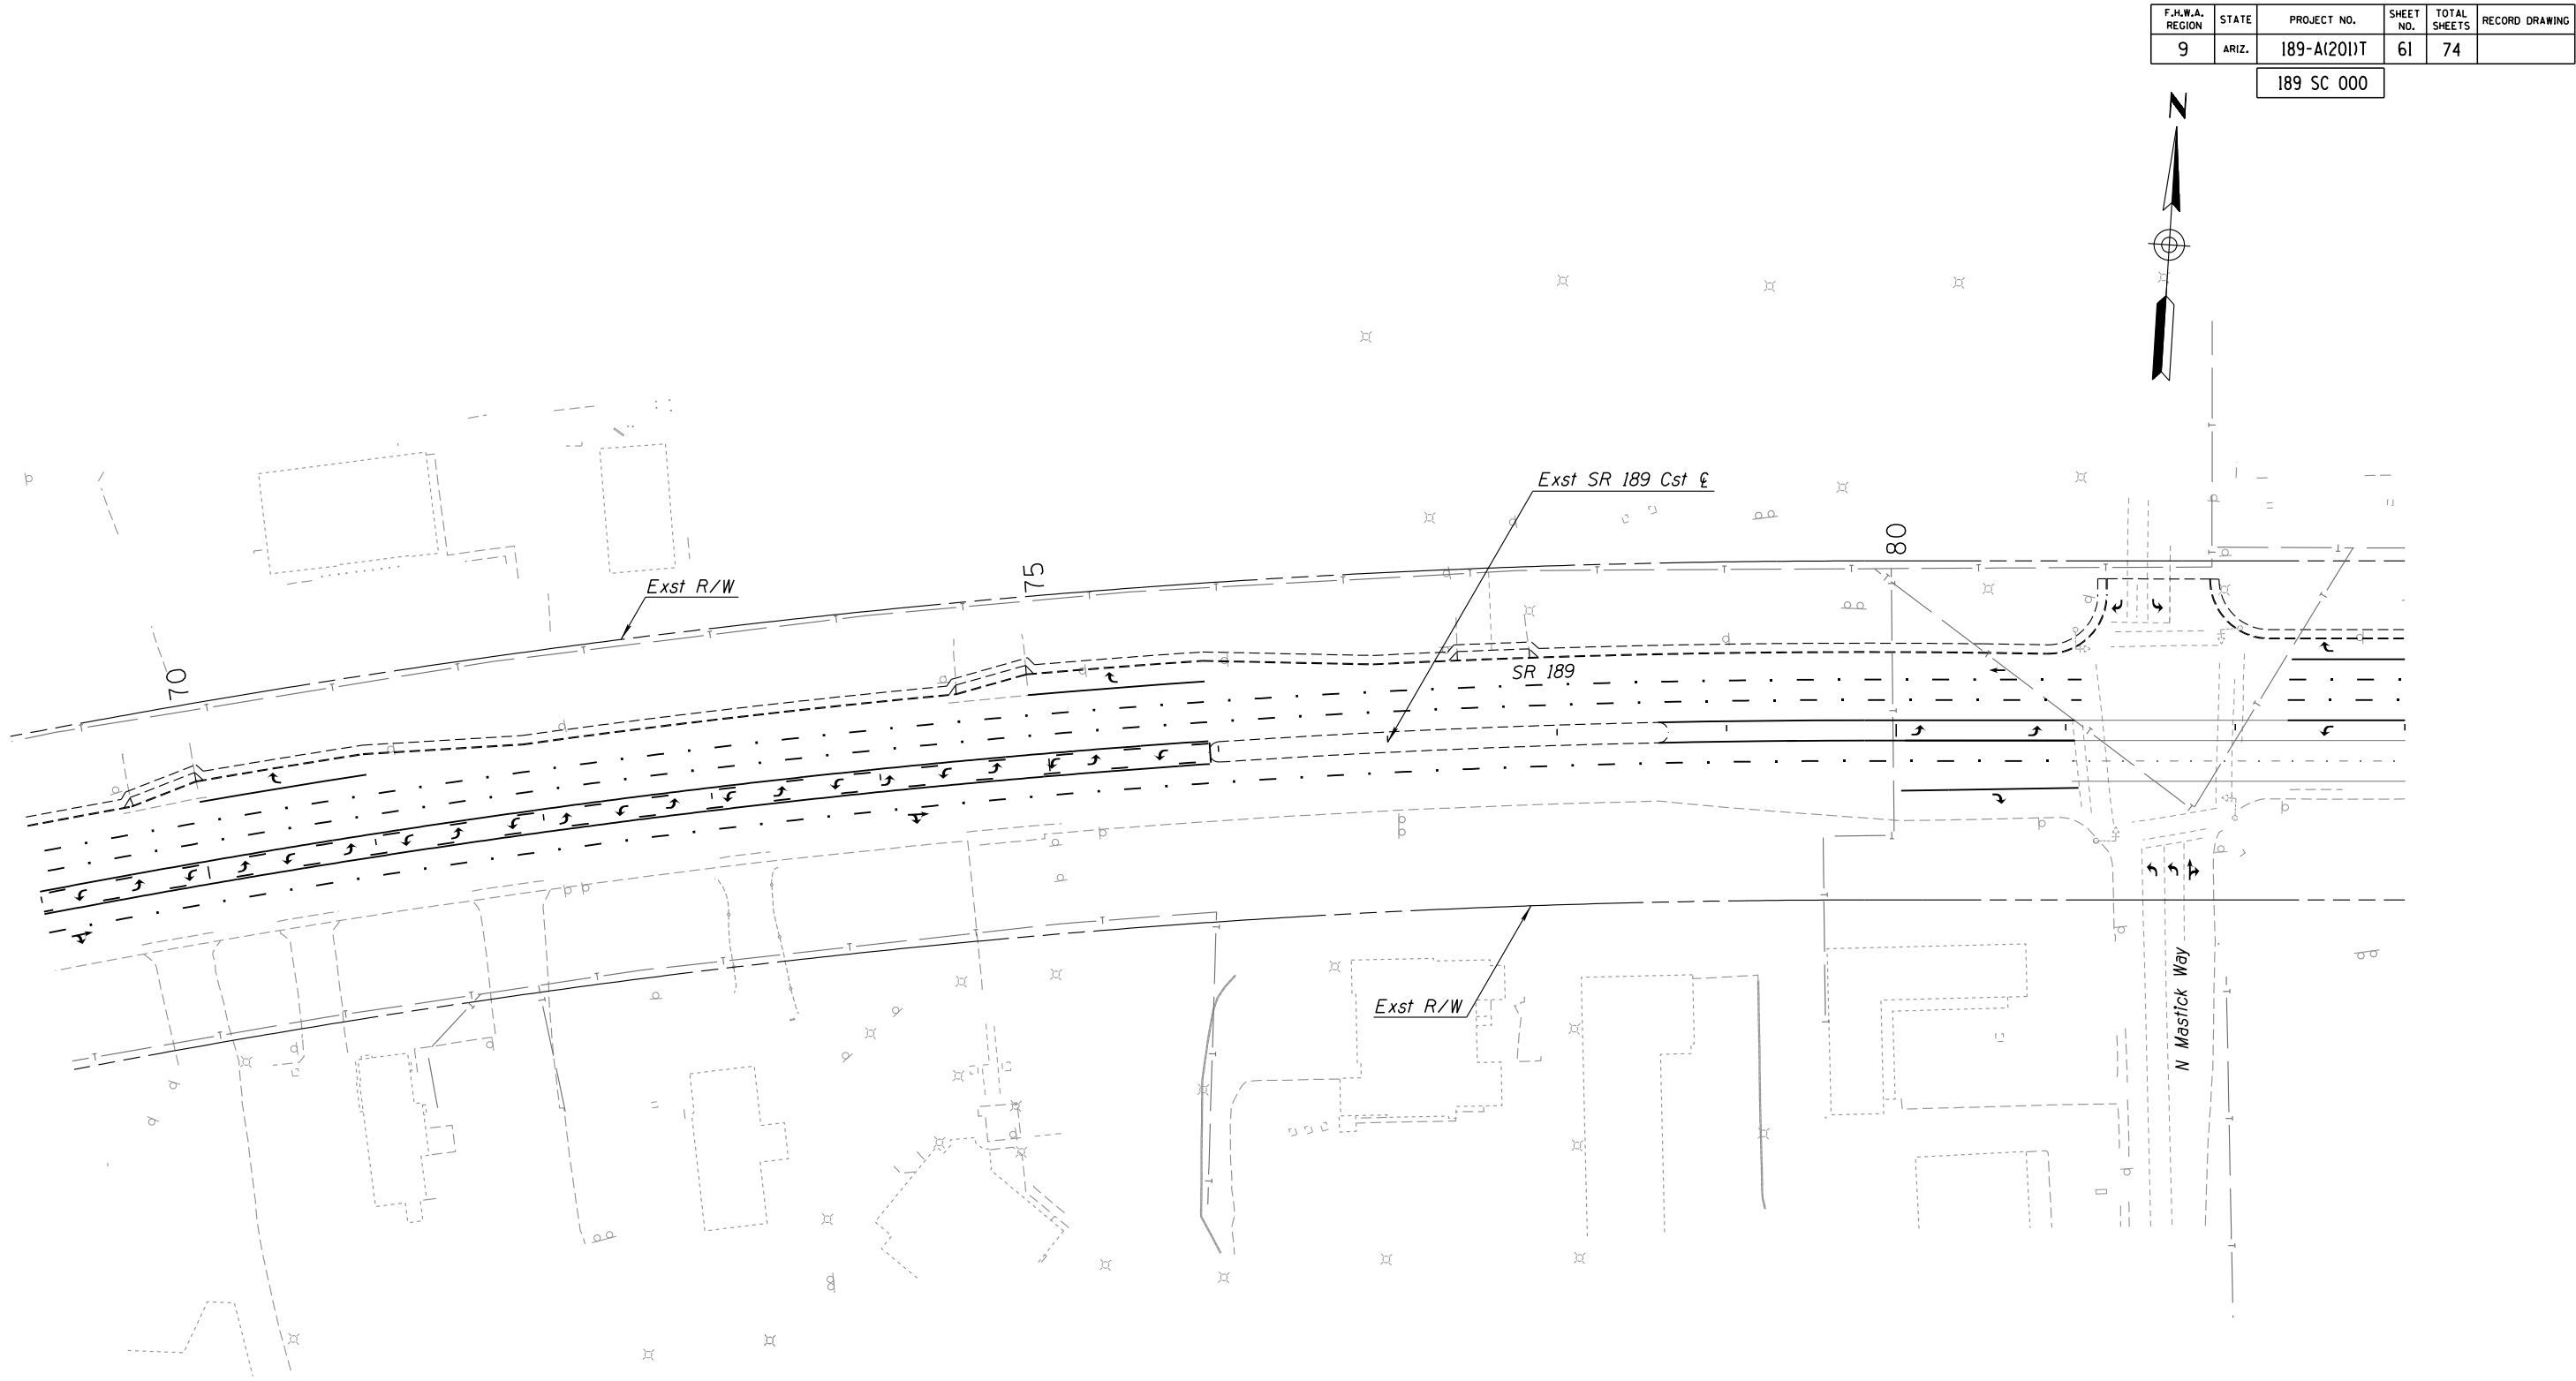 F.H.W.A. REGION STATE PROJECT NO. SHEET NO. TOTAL SHEETS RECORD DRAWING
9 ARIZ. 189-A(201)T 61 74
189 SC 000
N
Exst SR 189 Cst ℄
80
75
Exst R/W
70
SR 189
Exst R/W
N Mastick Way